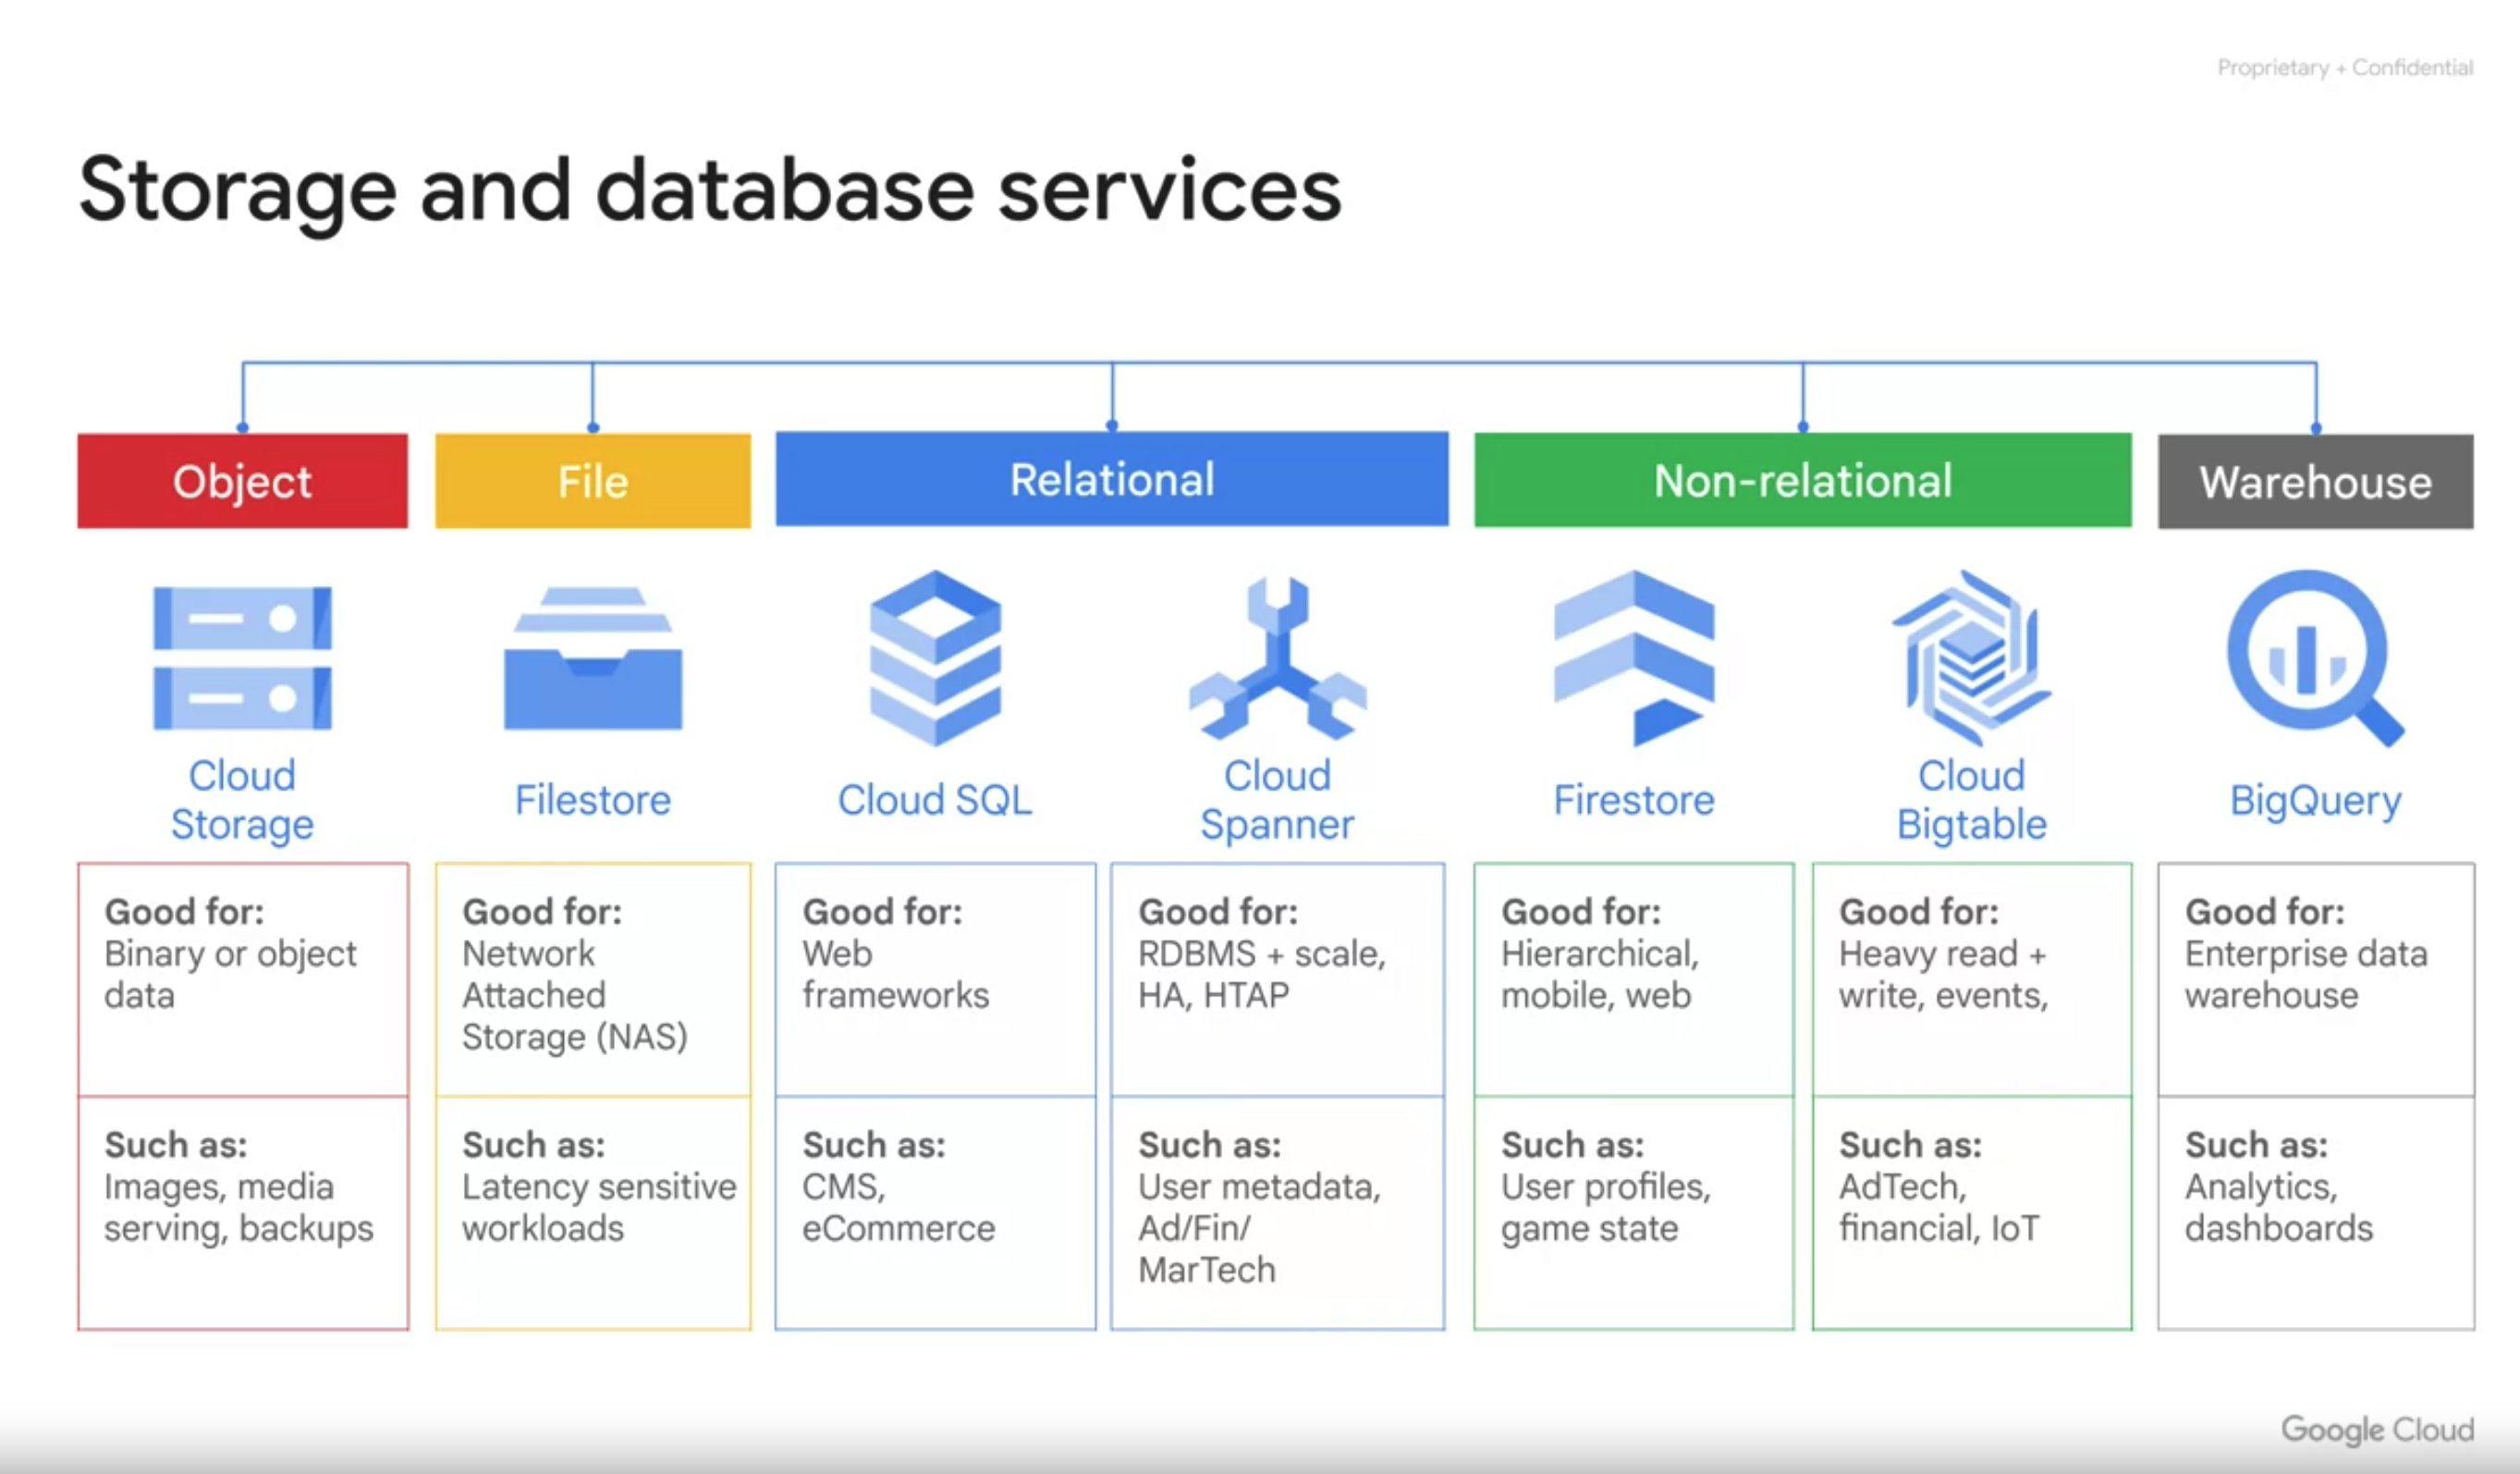 Proprietary + Confidential
Storage and database services
Object
File
Relational
Non-relational
Warehouse
Cloud
Storage
Filestore
Cloud SQL
Cloud
Spanner
Firestore
Cloud
Bigtable
BigQuery
Good for:
Binary or object
data
Such as:
Images, media
serving, backups
Good for:
Network
Attached
Storage (NAS)
Such as:
Latency sensitive
workloads
Good for:
Web
frameworks
Such as:
CMS,
eCommerce
Good for:
RDBMS + scale,
HA, HTAP
Such as:
User metadata,
Ad/Fin/
MarTech
Good for:
Hierarchical,
mobile, web
Such as:
User profiles,
game state
Good for:
Heavy read +
write, events,
Such as:
AdTech,
financial, IoT
Good for:
Enterprise data
warehouse
Such as:
Analytics,
dashboards
Google Cloud